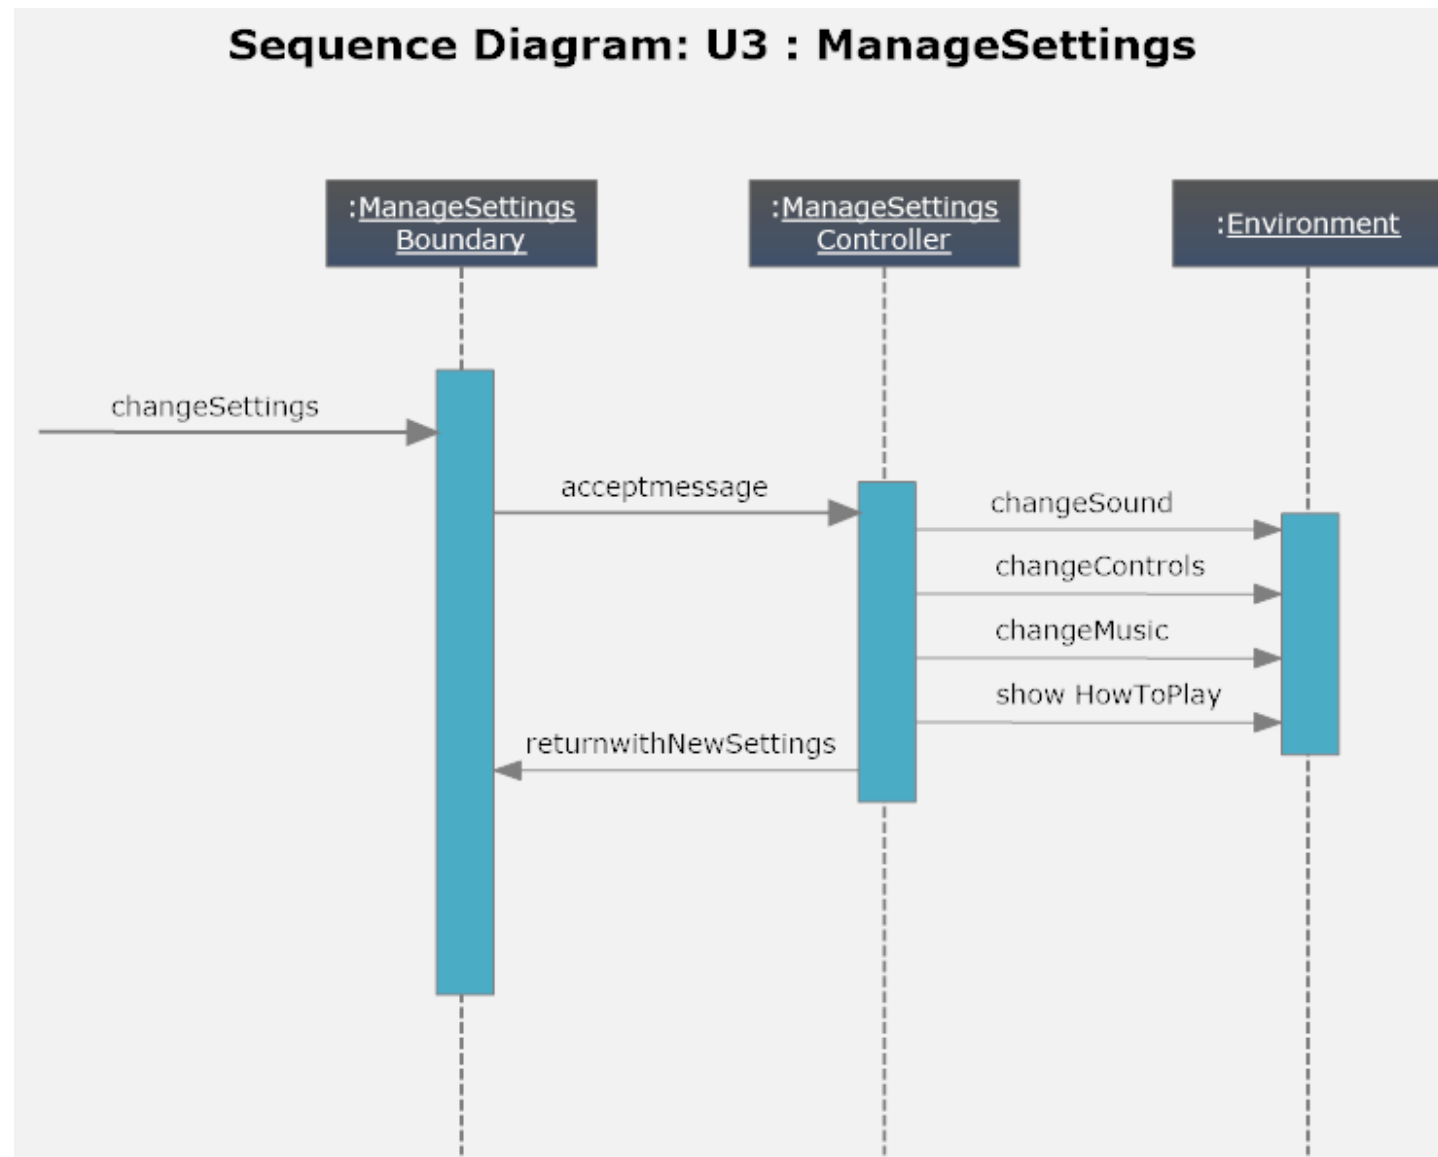 Sequence Diagram: U3 : ManageSettings
:ManageSettings
Boundary
:ManageSettings
Controller
:Environment
changeSettings
acceptmessage
changeSound
changeControls
changeMusic
show HowToPlay
returnwithNewSettings